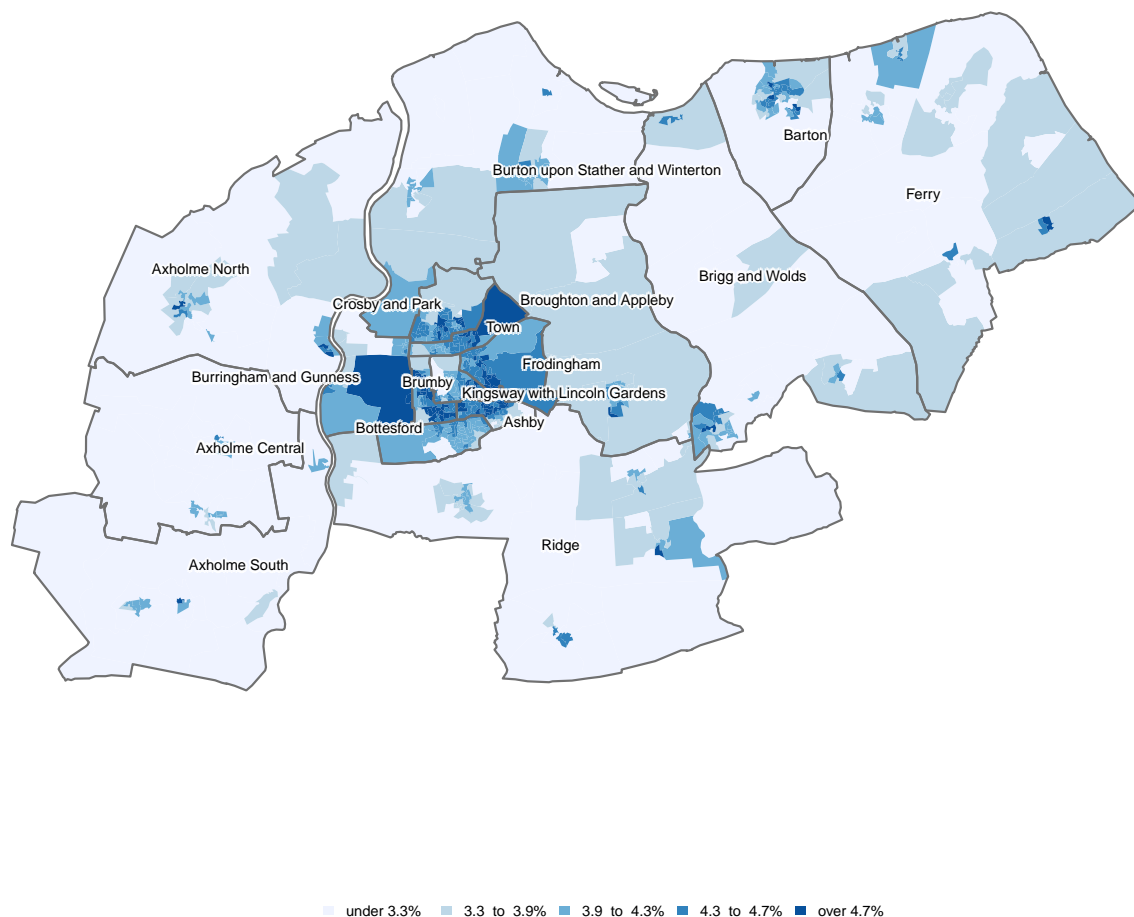 Barton
Burton upon Stather and Winterton
Ferry
Axholme North
Brigg and Wolds
Crosby and Park
Broughton and Appleby
Town
Frodingham
Burringham and Gunness
Brumby
Kingsway with Lincoln Gardens
Bottesford
Ashby
Axholme Central
Ridge
Axholme South
under 3.3% 3.3 to 3.9% 3.9 to 4.3% 4.3 to 4.7% over 4.7%